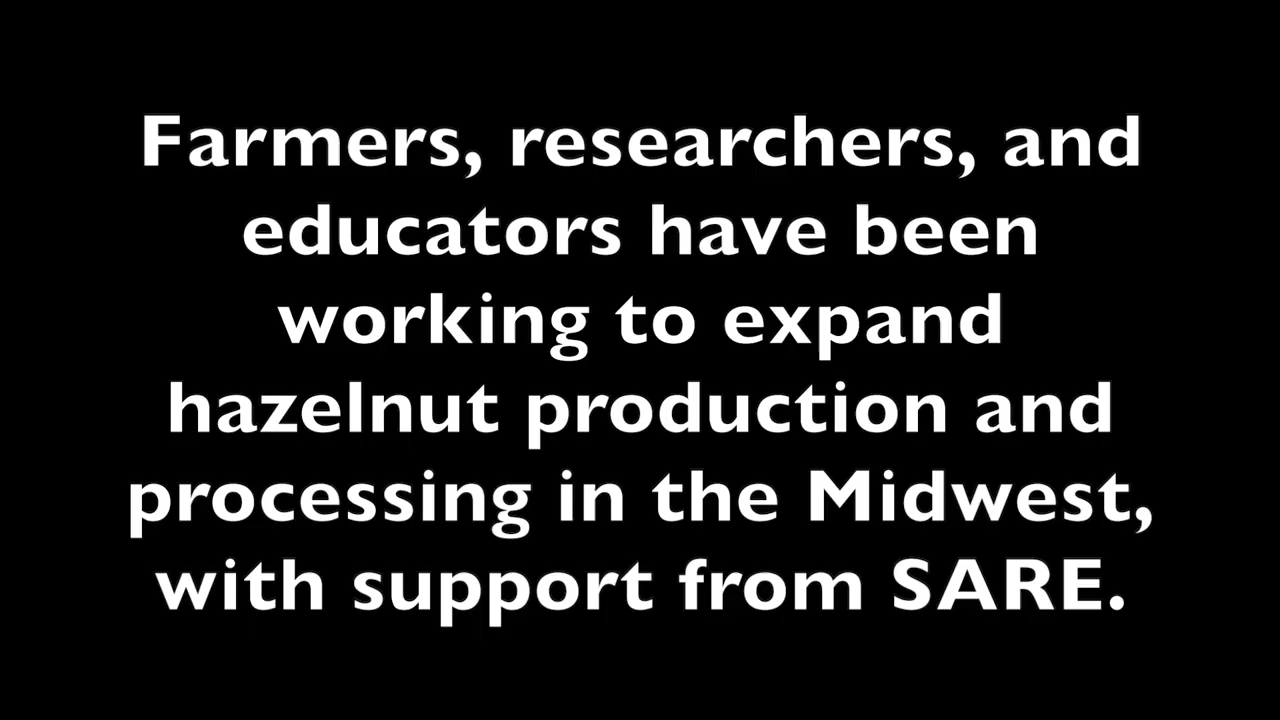 Farmers, researchers, and
educators have been
working to expand
hazelnut production and
processing in the Midwest,
with support from SARE.